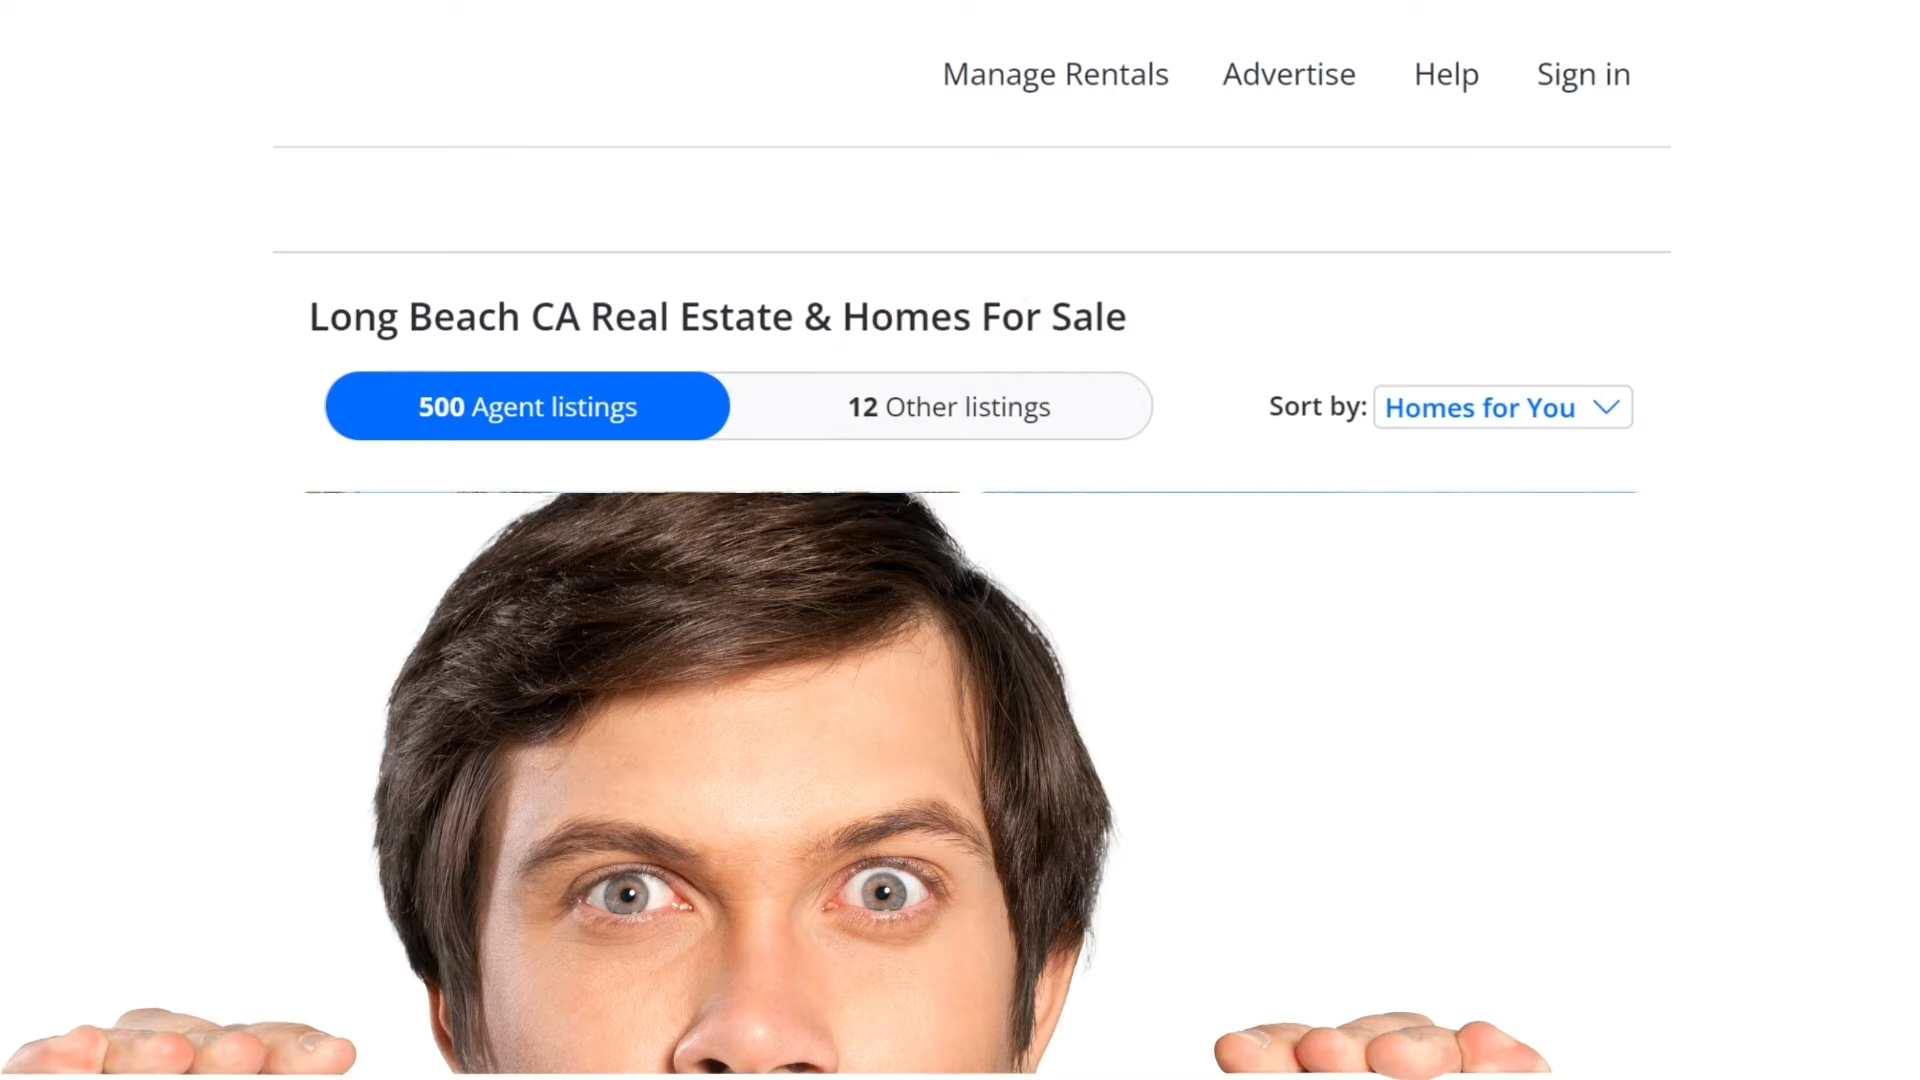 Manage Rentals Advertise Help Sign in
Long Beach CA Real Estate & Homes For Sale
500 Agent listings 12 Other listings Sort by: Homes for You